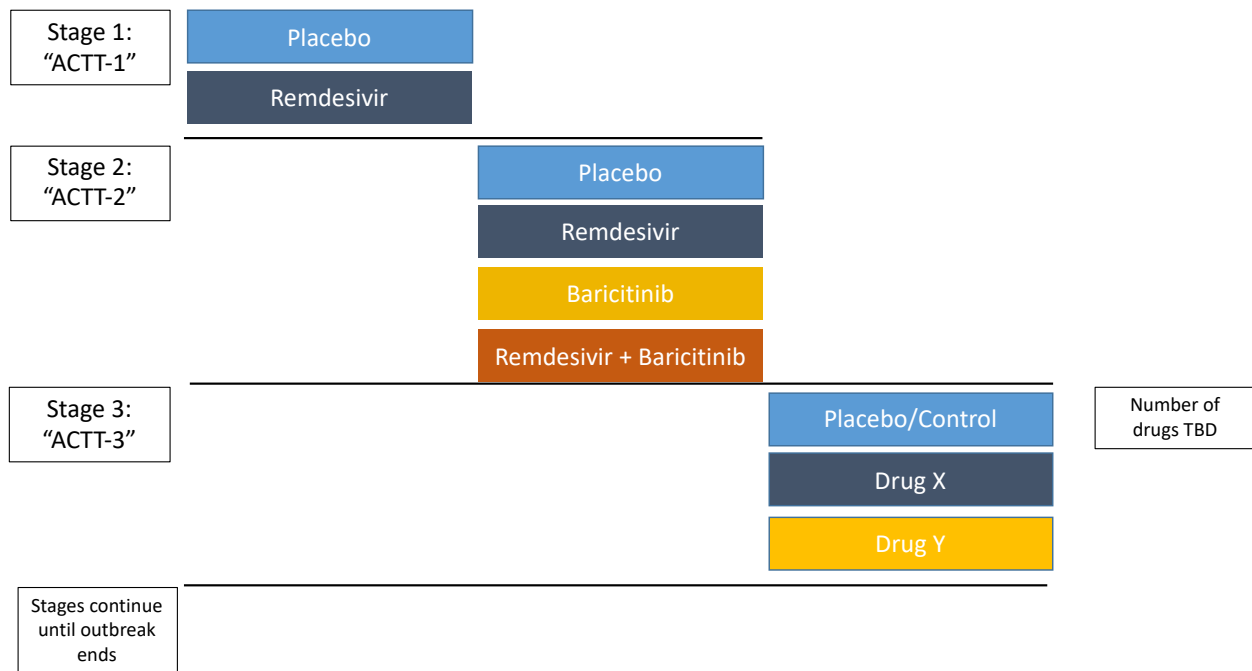 Stage 1:
“ACTT-1”
Placebo
Remdesivir
Stage 2:
“ACTT-2”
Placebo
Remdesivir
Baricitinib
Remdesivir + Baricitinib
Stage 3:
“ACTT-3”
Placebo/Control
Drug X
Drug Y
Number of
drugs TBD
Stages continue
until outbreak
ends